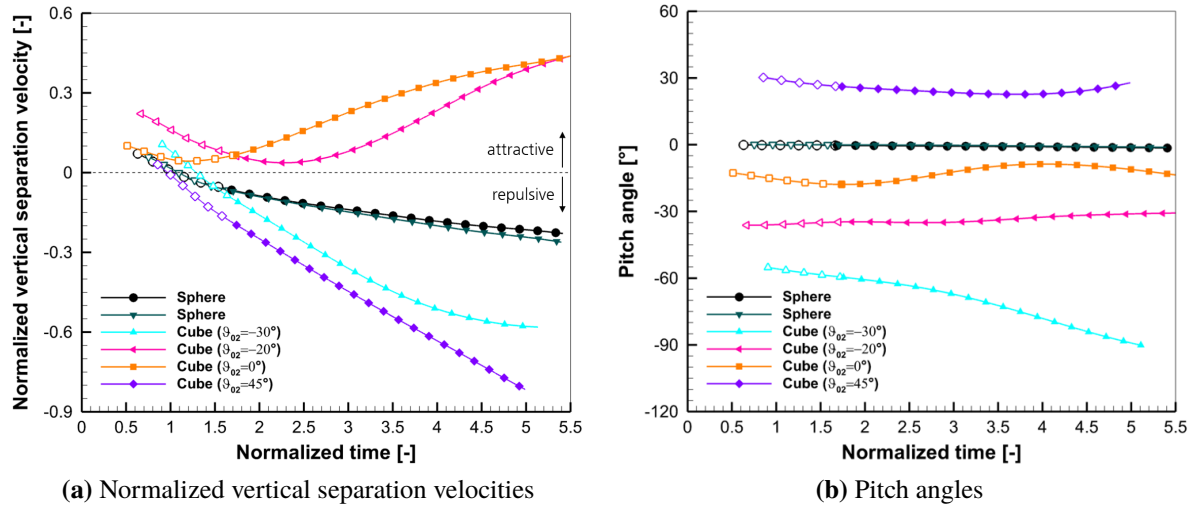 Normalized vertical separation velocity [-]
0.6
0.3
0
-0.3
-0.6
-0.9
attractive
repulsive
Sphere
Sphere
Cube (ϑ₀₂=−30°)
Cube (ϑ₀₂=−20°)
Cube (ϑ₀₂=0°)
Cube (ϑ₀₂=45°)
0 0.5 1 1.5 2 2.5 3 3.5 4 4.5 5 5.5
Normalized time [-]
(a) Normalized vertical separation velocities
Pitch angle [°]
60
30
0
-30
-60
-90
-120
Sphere
Sphere
Cube (ϑ₀₂=−30°)
Cube (ϑ₀₂=−20°)
Cube (ϑ₀₂=0°)
Cube (ϑ₀₂=45°)
0 0.5 1 1.5 2 2.5 3 3.5 4 4.5 5 5.5
Normalized time [-]
(b) Pitch angles